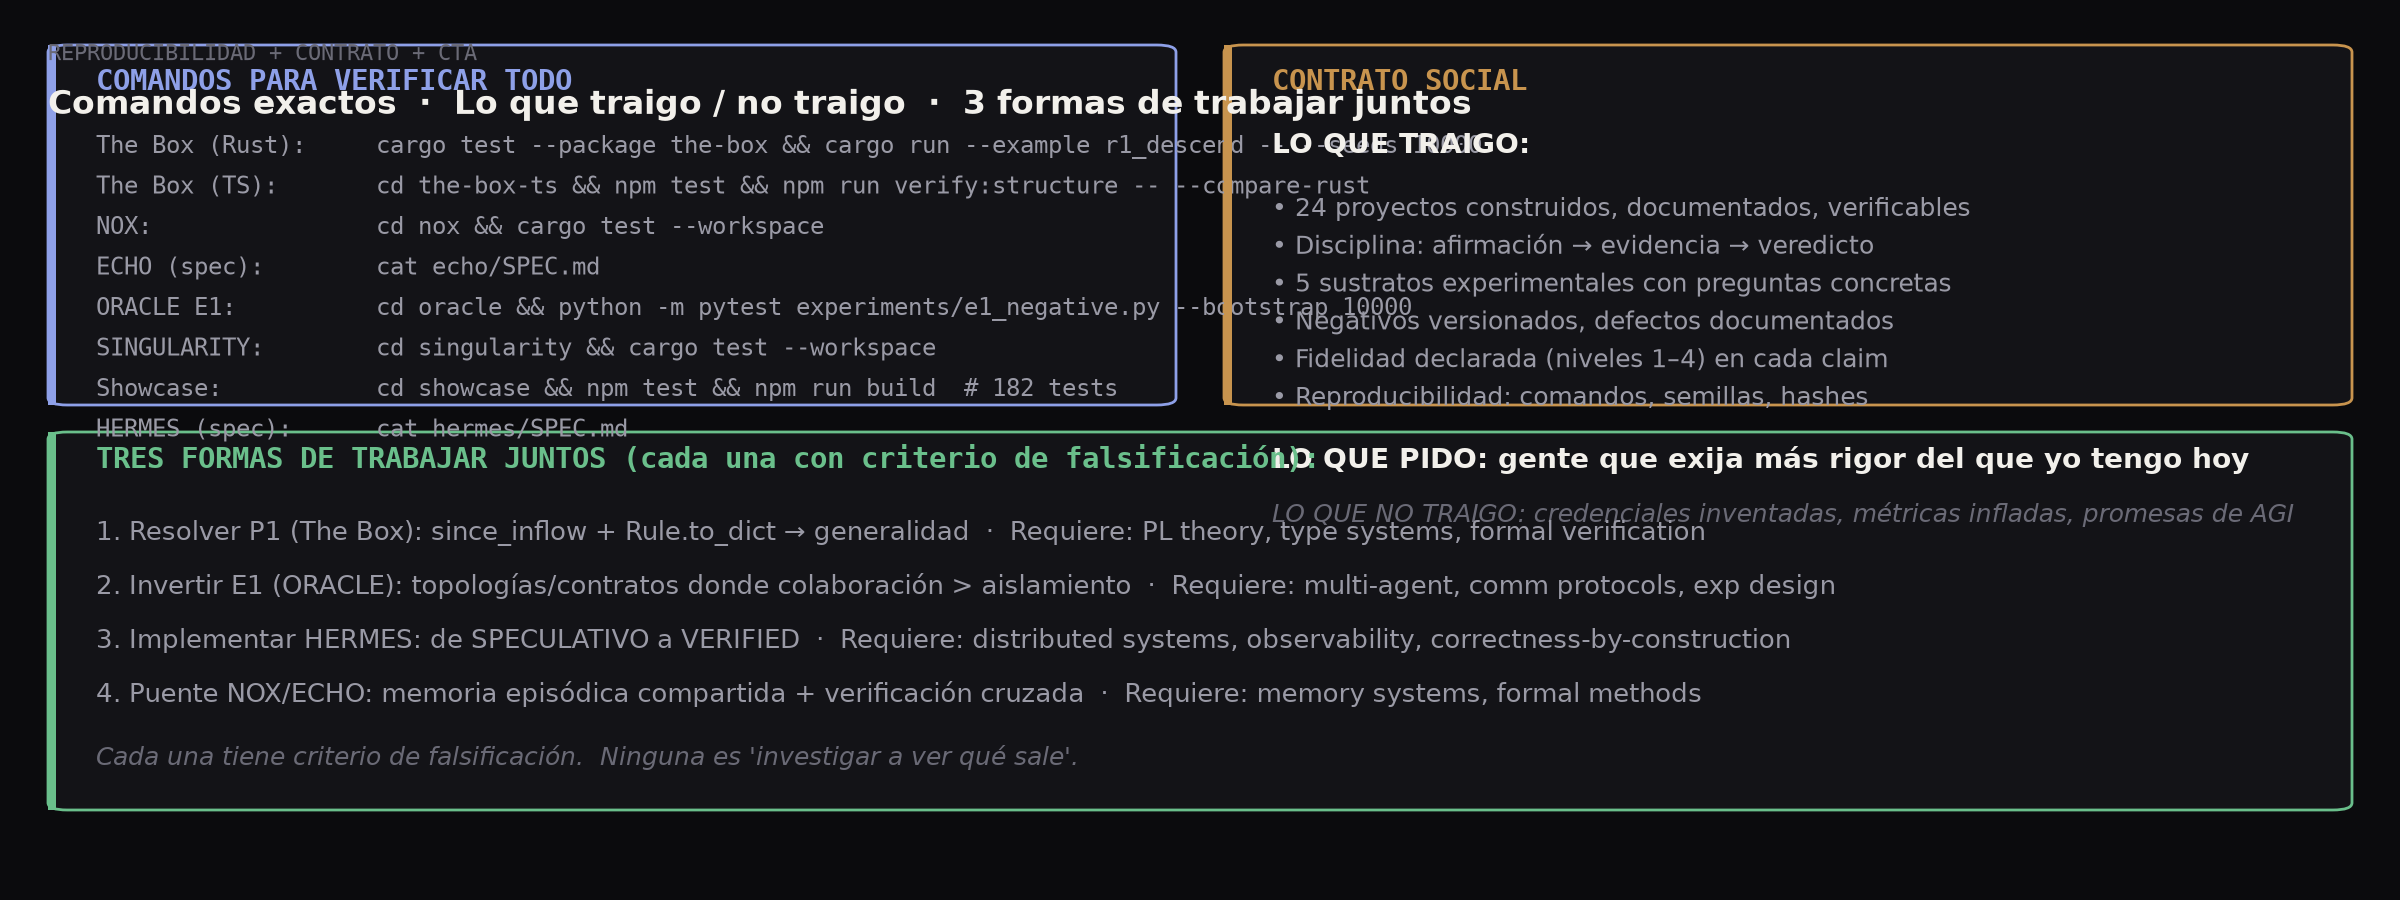 REPRODUCIBILIDAD + CONTRATO + CTA
COMANDOS PARA VERIFICAR TODO
Comandos exactos · Lo que traigo / no traigo · 3 formas de trabajar juntos
The Box (Rust): cargo test --package the-box && cargo run --example r1_descend -- --seeds 10000
The Box (TS): cd the-box-ts && npm test && npm run verify:structure -- --compare-rust
NOX: cd nox && cargo test --workspace
ECHO (spec): cat echo/SPEC.md
ORACLE E1: cd oracle && python -m pytest experiments/e1_negative.py --bootstrap 10000
SINGULARITY: cd singularity && cargo test --workspace
Showcase: cd showcase && npm test && npm run build # 182 tests
HERMES (spec): cat hermes/SPEC.md
CONTRATO SOCIAL
LO QUE TRAIGO:
• 24 proyectos construidos, documentados, verificables
• Disciplina: afirmación → evidencia → veredicto
• 5 sustratos experimentales con preguntas concretas
• Negativos versionados, defectos documentados
• Fidelidad declarada (niveles 1–4) en cada claim
• Reproducibilidad: comandos, semillas, hashes
LO QUE PIDO: gente que exija más rigor del que yo tengo hoy
LO QUE NO TRAIGO: credenciales inventadas, métricas infladas, promesas de AGI
TRES FORMAS DE TRABAJAR JUNTOS (cada una con criterio de falsificación):
1. Resolver P1 (The Box): since_inflow + Rule.to_dict → generalidad · Requiere: PL theory, type systems, formal verification
2. Invertir E1 (ORACLE): topologías/contratos donde colaboración > aislamiento · Requiere: multi-agent, comm protocols, exp design
3. Implementar HERMES: de SPECULATIVO a VERIFIED · Requiere: distributed systems, observability, correctness-by-construction
4. Puente NOX/ECHO: memoria episódica compartida + verificación cruzada · Requiere: memory systems, formal methods
Cada una tiene criterio de falsificación. Ninguna es 'investigar a ver qué sale'.